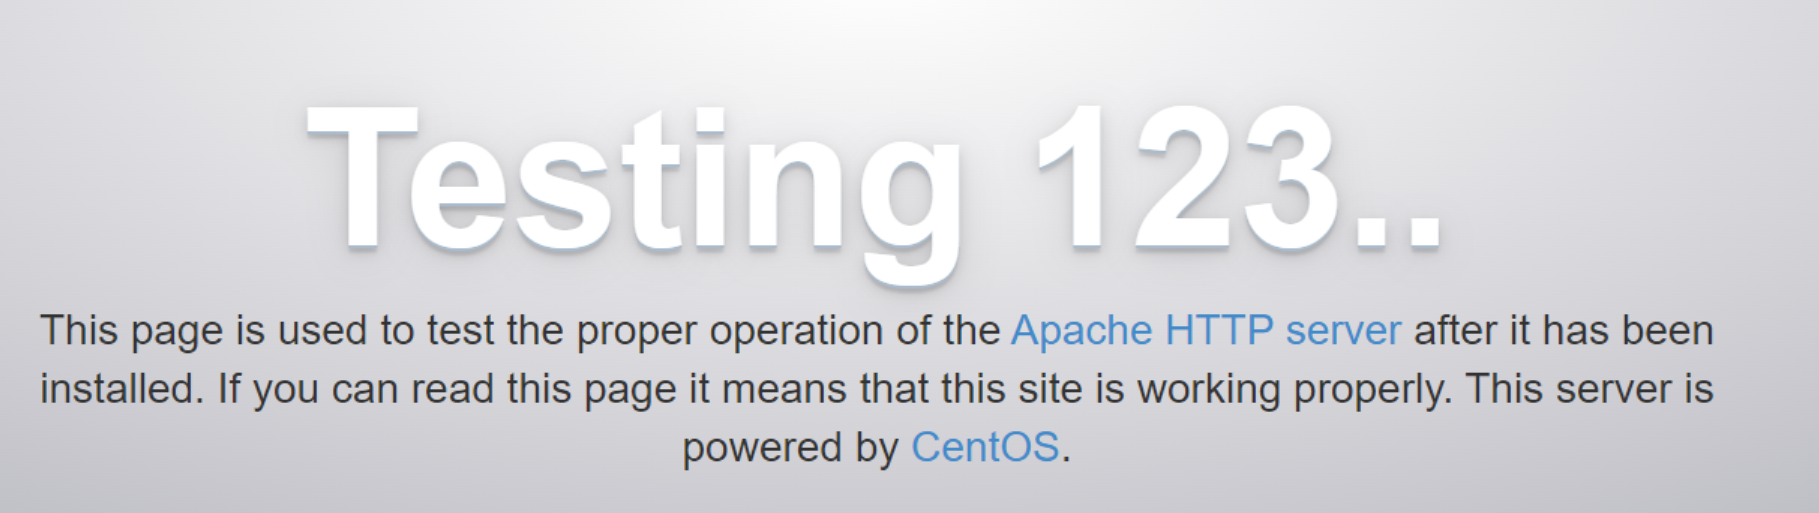 Testing 123..
This page is used to test the proper operation of the Apache HTTP server after it has been
installed. If you can read this page it means that this site is working properly. This server is
powered by CentOS.